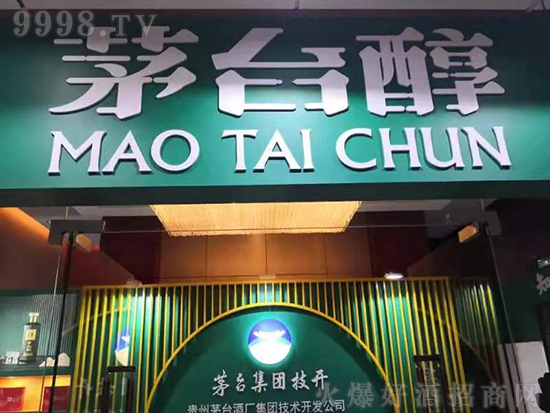 9998.TV
茅台醇
MAO TAI CHUN
茅台集团技开
贵州茅台酒厂集团技术开发公司
火爆好酒招商网